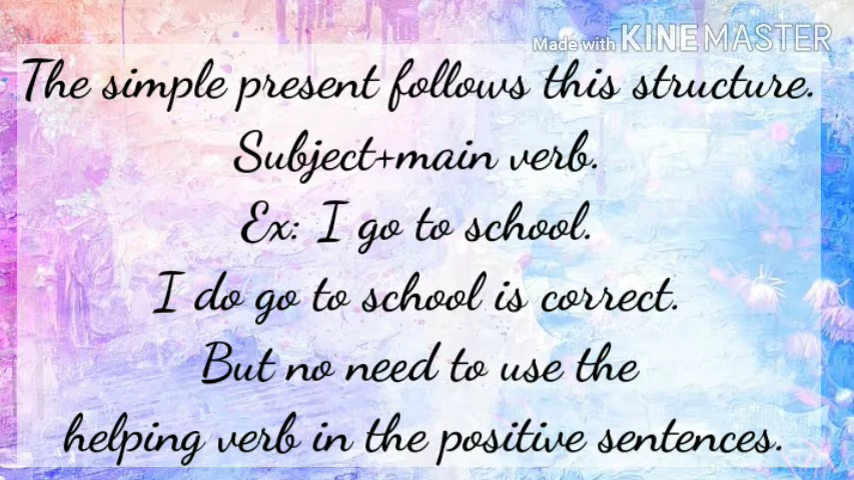 Made with KINEMASTER
The simple present follows this structure.
Subject+main verb.
Ex: I go to school.
I do go to school is correct.
But no need to use the
helping verb in the positive sentences.